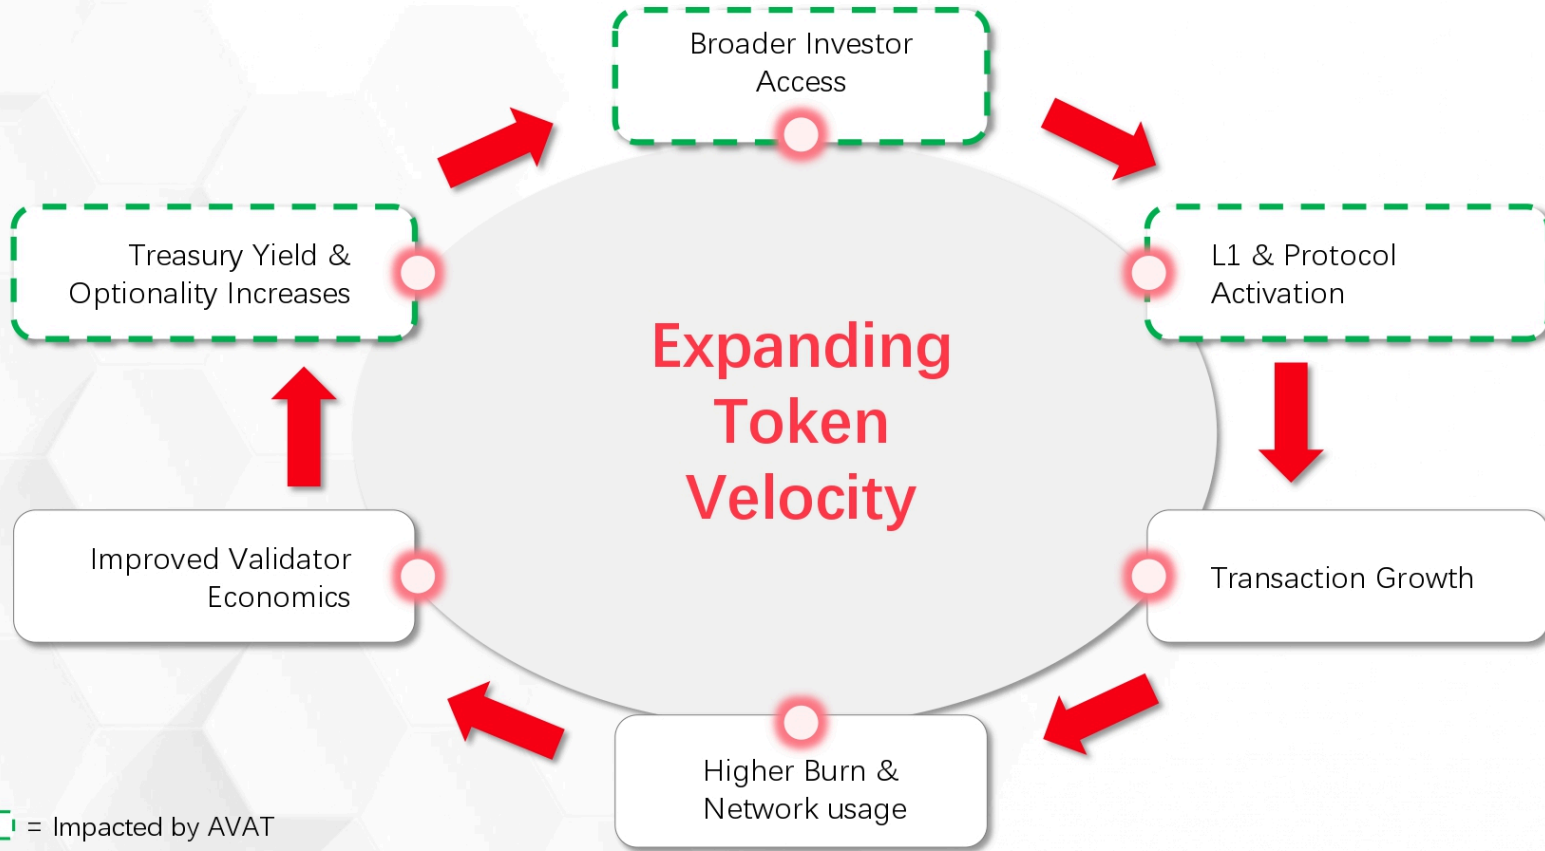 Broader Investor
Access
L1 & Protocol
Activation
Transaction Growth
Higher Burn &
Network usage
Improved Validator
Economics
Treasury Yield &
Optionality Increases
Expanding
Token
Velocity
= Impacted by AVAT